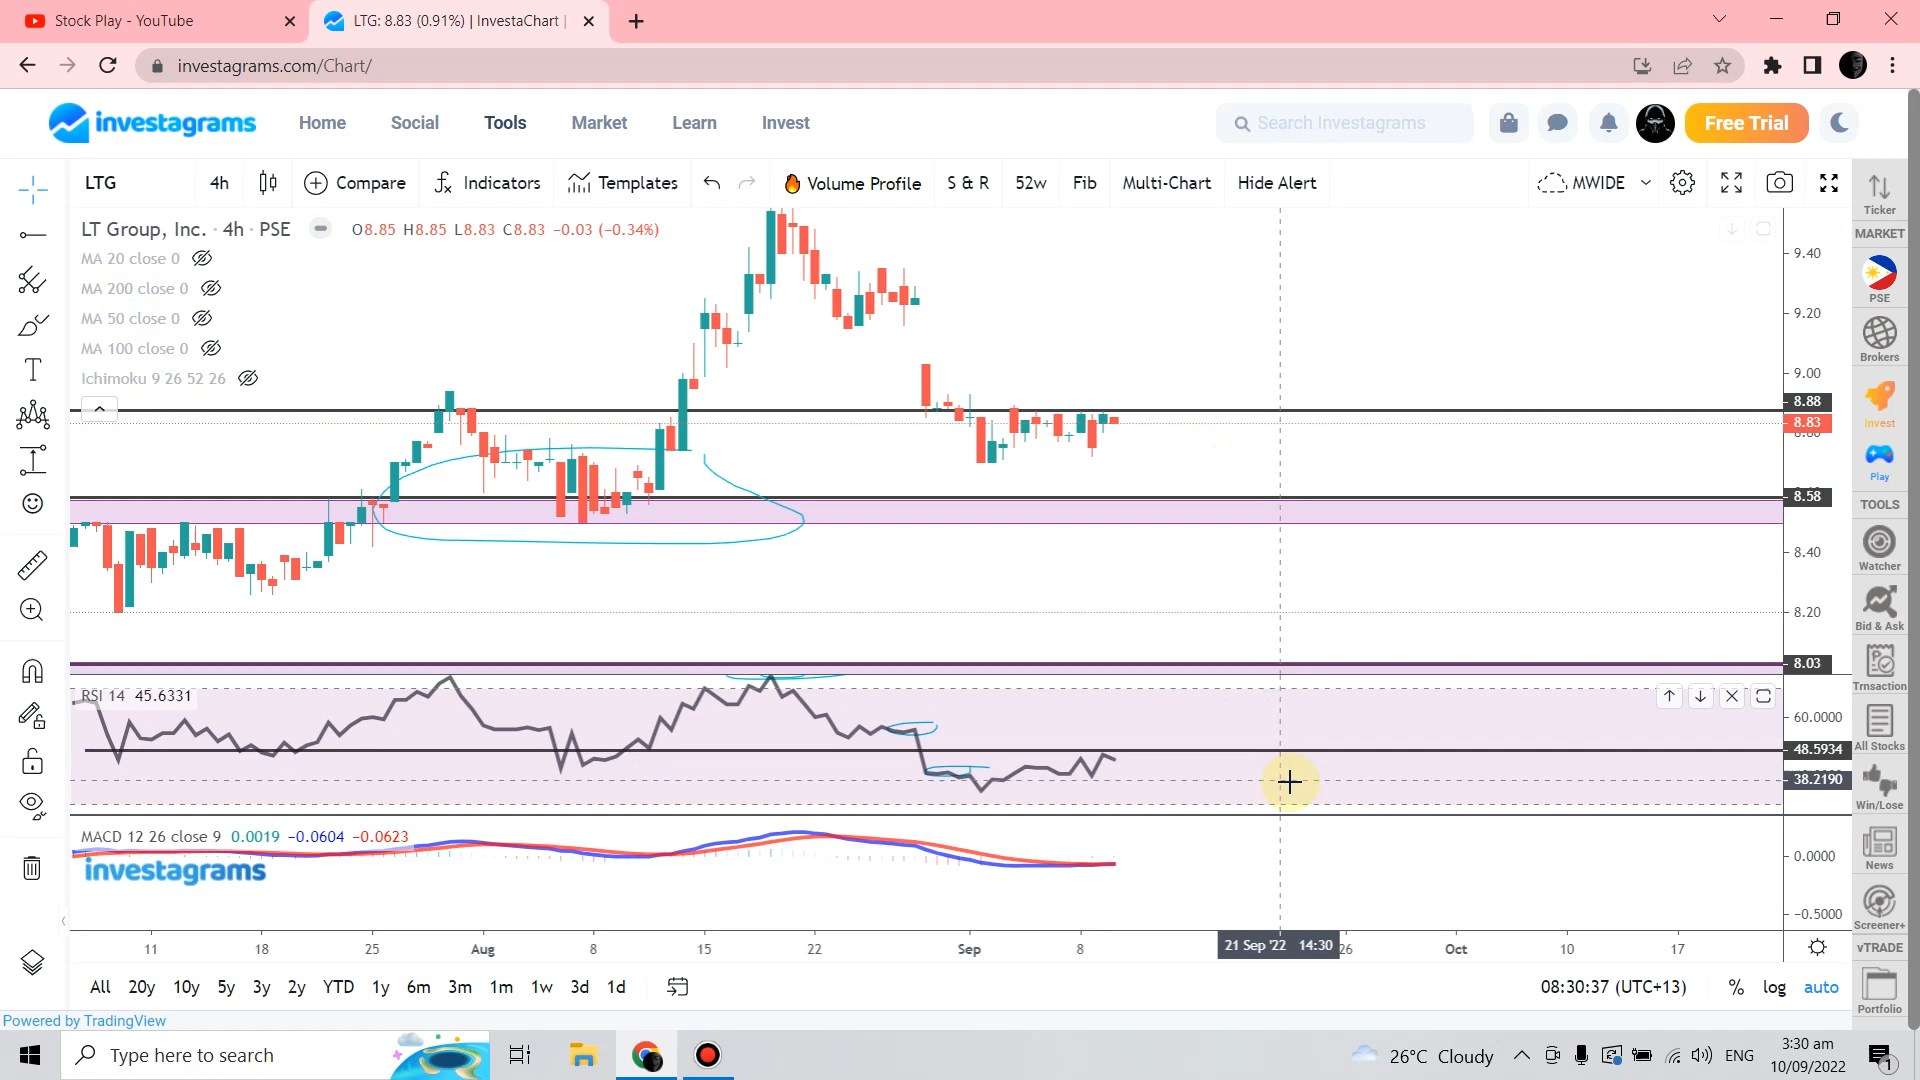 Stock Play - YouTube
LTG: 8.83 (0.91%) | InvestaChart |
investagrams.com/Chart/
investagrams
Home
Social
Tools
Market
Learn
Invest
Search Investagrams
Free Trial
LTG
4h
Compare
Indicators
Templates
Volume Profile
S & R
52w
Fib
Multi-Chart
Hide Alert
MWIDE
LT Group, Inc. · 4h · PSE
O8.85 H8.85 L8.83 C8.83 −0.03 (−0.34%)
MA 20 close 0
MA 200 close 0
MA 50 close 0
MA 100 close 0
Ichimoku 9 26 52 26
9.40
9.20
9.00
8.88
8.83
8.58
8.40
8.20
8.03
RSI 14 45.6331
60.0000
48.5934
38.2190
MACD 12 26 close 9 0.0019 −0.0604 −0.0623
investagrams
0.0000
−0.5000
11
18
25
Aug
8
15
22
Sep
8
21 Sep '22 14:30
26
Oct
10
17
All
20y
10y
5y
3y
2y
YTD
1y
6m
3m
1m
1w
3d
1d
08:30:37 (UTC+13)
%
log
auto
Powered by TradingView
Ticker
MARKET
PSE
Brokers
Invest
Play
TOOLS
Watcher
Bid & Ask
Trnsaction
All Stocks
Win/Lose
News
Screener+
vTRADE
Portfolio
Type here to search
26°C Cloudy
ENG
3:30 am
10/09/2022
1